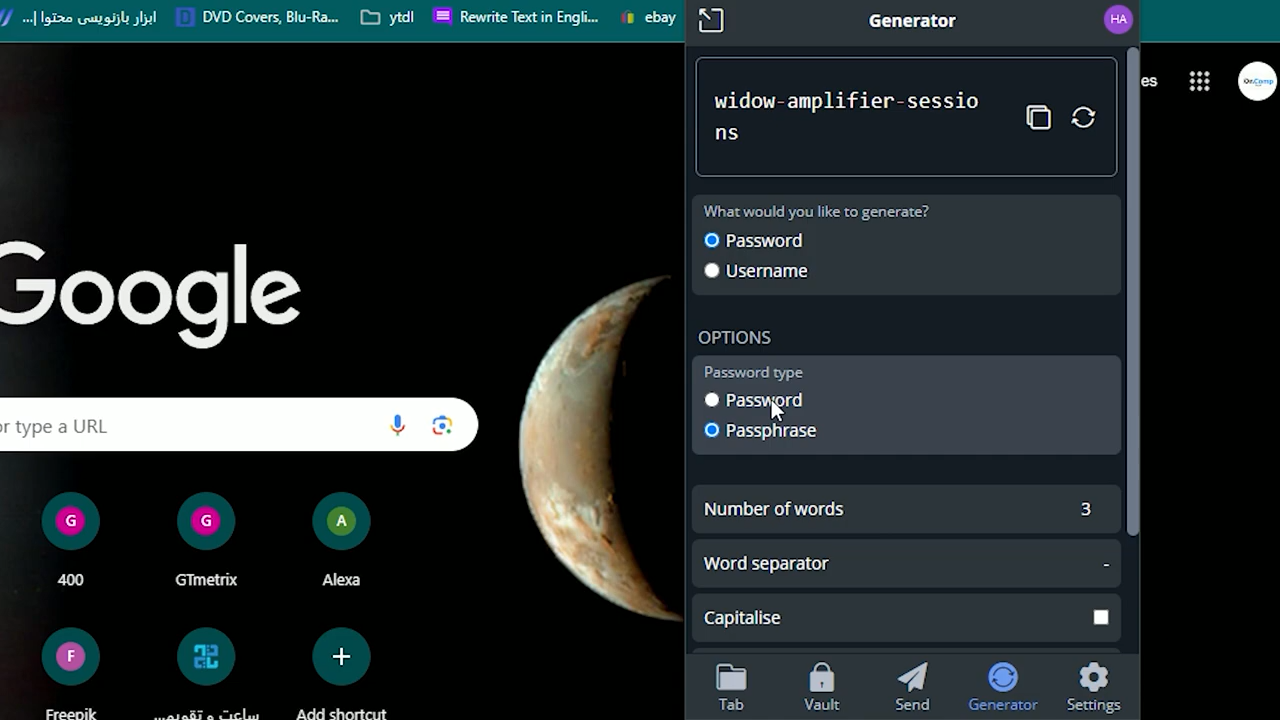 ابزار بازنویسی محتوا |...
DVD Covers, Blu-Ra...
ytdl
Rewrite Text in Engli...
ebay
Generator
HA
widow-amplifier-sessio
ns
es
Dr.Comp
What would you like to generate?
Password
Username
Google
OPTIONS
Password type
Password
Passphrase
or type a URL
Number of words 3
Word separator -
Capitalise
G
G
A
400
GTmetrix
Alexa
F
Freepik
ساعت و تقویم...
Add shortcut
Tab
Vault
Send
Generator
Settings